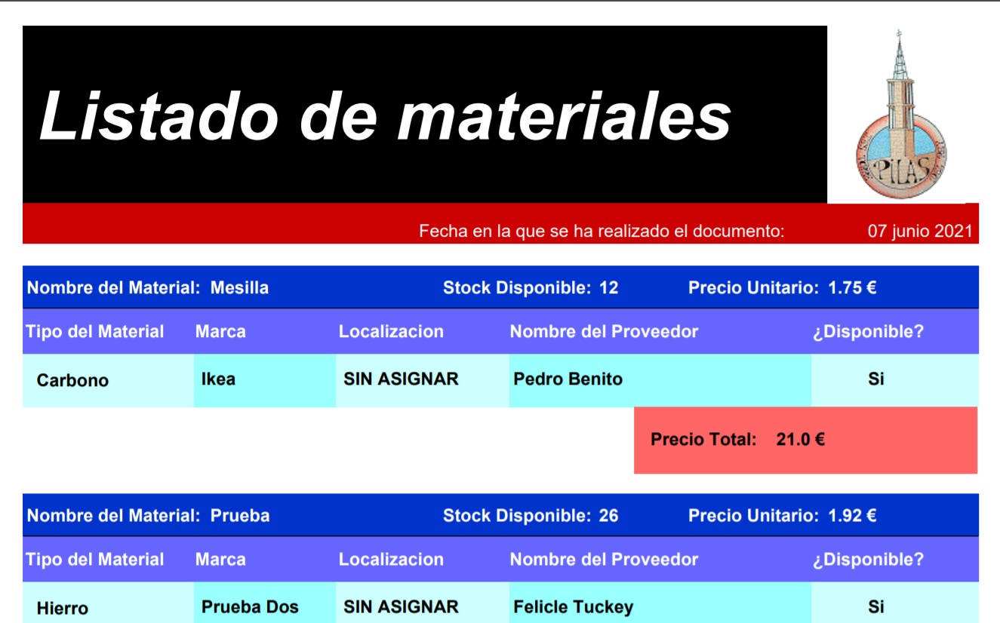 Listado de materiales
PILAS
Fecha en la que se ha realizado el documento: 07 junio 2021
Nombre del Material: Mesilla Stock Disponible: 12 Precio Unitario: 1.75 €
Tipo del Material Marca Localizacion Nombre del Proveedor ¿Disponible?
Carbono Ikea SIN ASIGNAR Pedro Benito Si
Precio Total: 21.0 €
Nombre del Material: Prueba Stock Disponible: 26 Precio Unitario: 1.92 €
Tipo del Material Marca Localizacion Nombre del Proveedor ¿Disponible?
Hierro Prueba Dos SIN ASIGNAR Felicle Tuckey Si